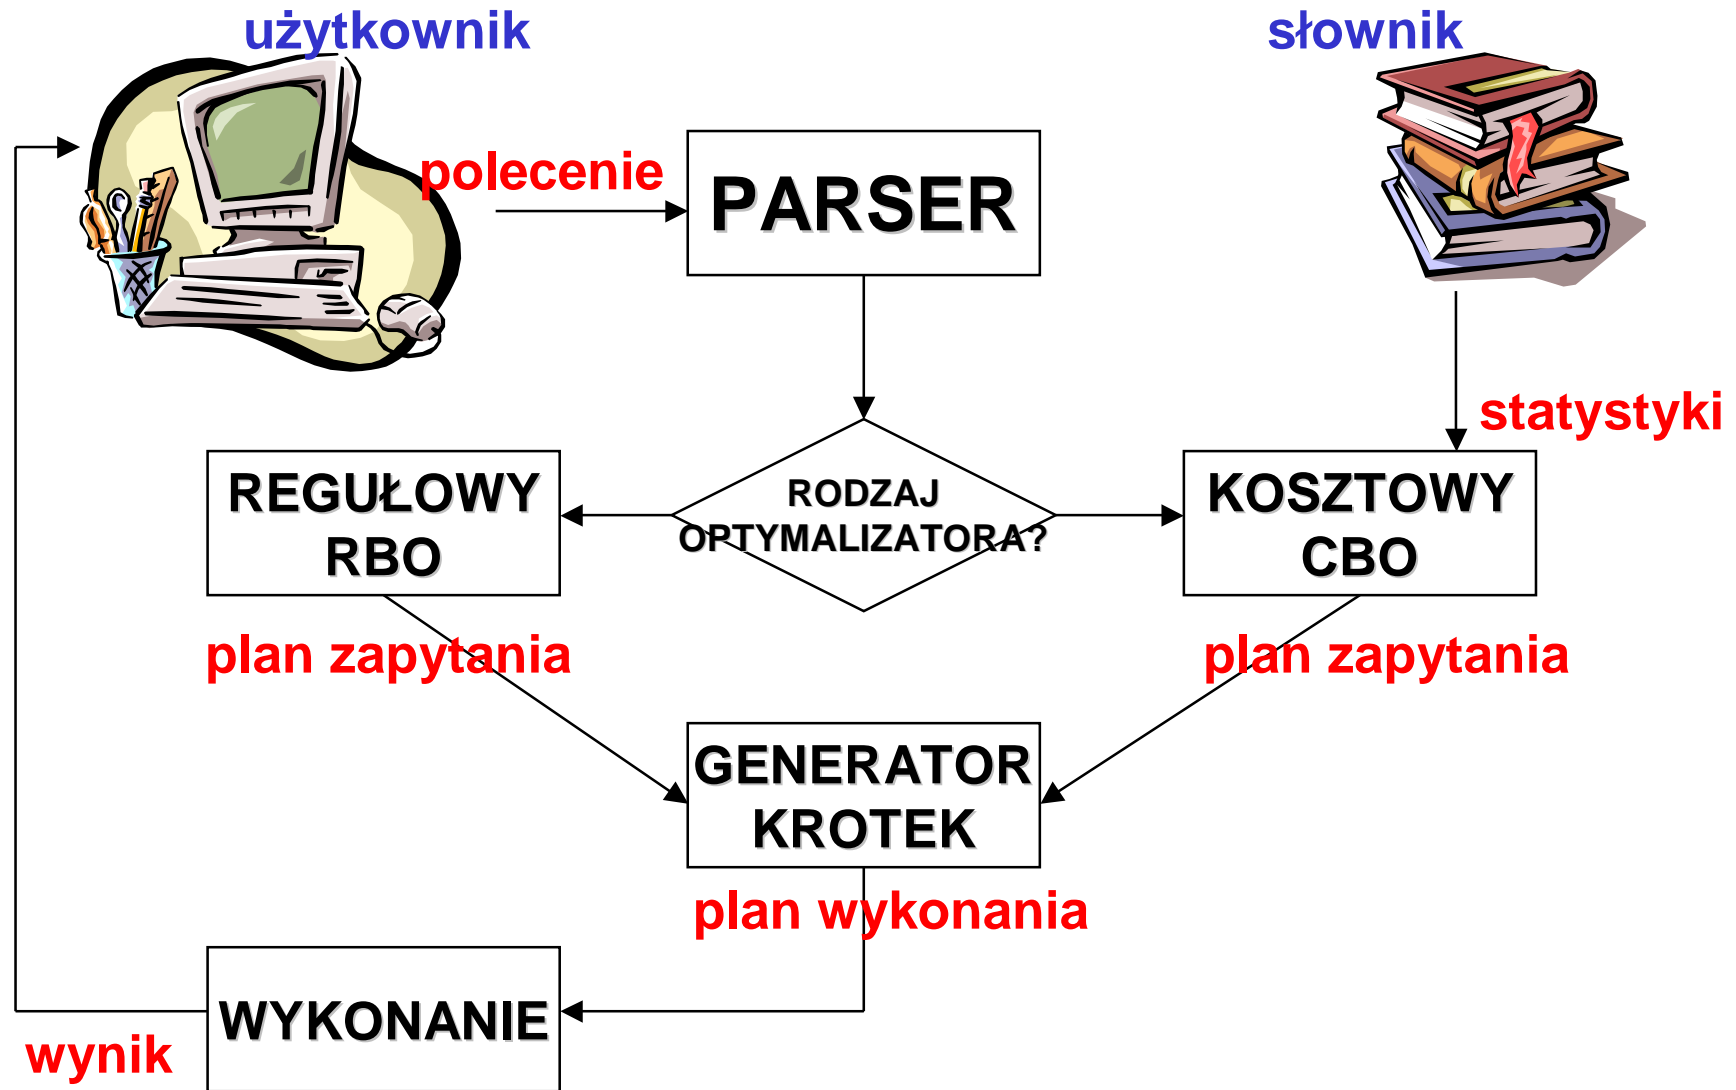 użytkownik
słownik
polecenie
PARSER
statystyki
REGUŁOWY
RBO
RODZAJ
OPTYMALIZATORA?
KOSZTOWY
CBO
plan zapytania
plan zapytania
GENERATOR
KROTEK
plan wykonania
WYKONANIE
wynik